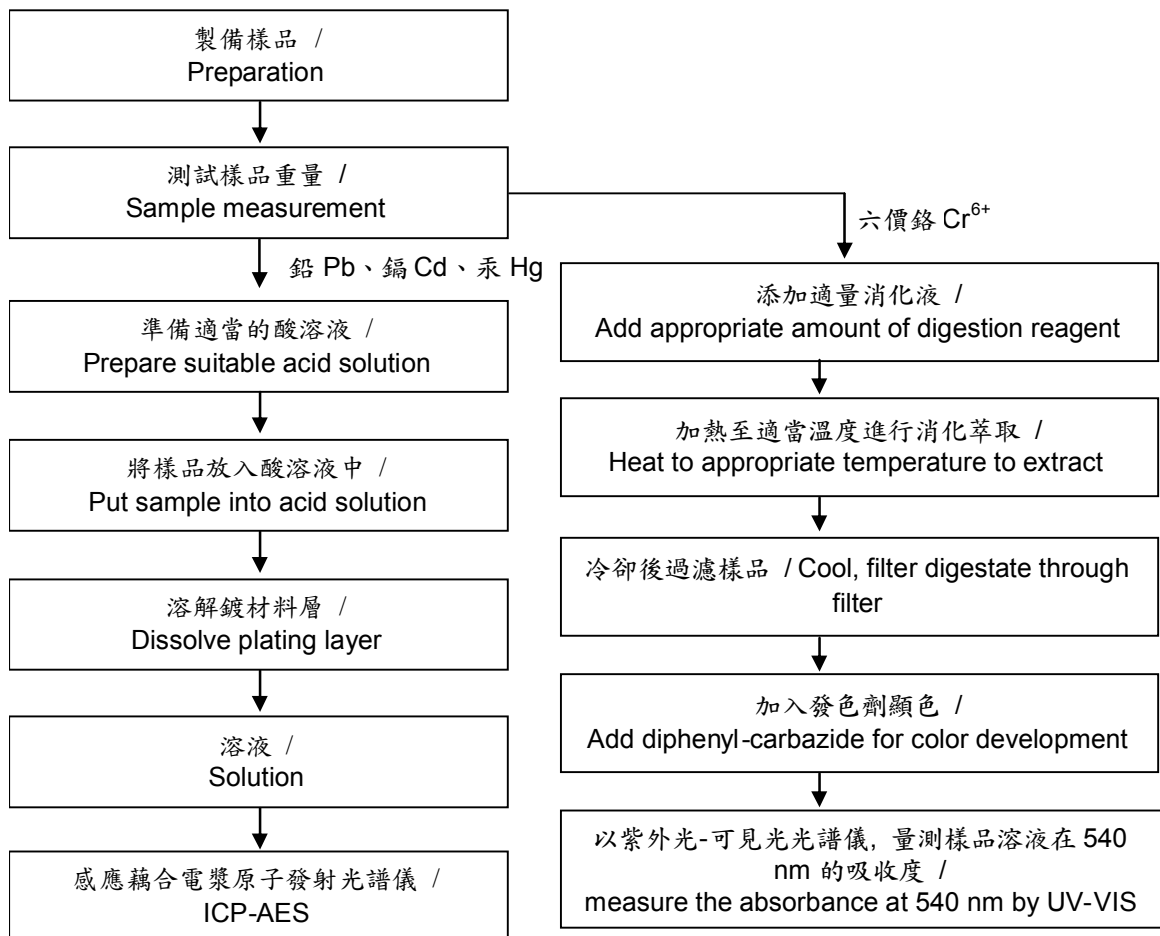 製備樣品 /
Preparation
測試樣品重量 /
Sample measurement
鉛 Pb、鎘 Cd、汞 Hg
準備適當的酸溶液 /
Prepare suitable acid solution
將樣品放入酸溶液中 /
Put sample into acid solution
溶解鍍材料層 /
Dissolve plating layer
溶液 /
Solution
感應藕合電漿原子發射光譜儀 /
ICP-AES
六價鉻 Cr⁶⁺
添加適量消化液 /
Add appropriate amount of digestion reagent
加熱至適當溫度進行消化萃取 /
Heat to appropriate temperature to extract
冷卻後過濾樣品 / Cool, filter digestate through
filter
加入發色劑顯色 /
Add diphenyl-carbazide for color development
以紫外光-可見光光譜儀, 量測樣品溶液在 540
nm 的吸收度 /
measure the absorbance at 540 nm by UV-VIS